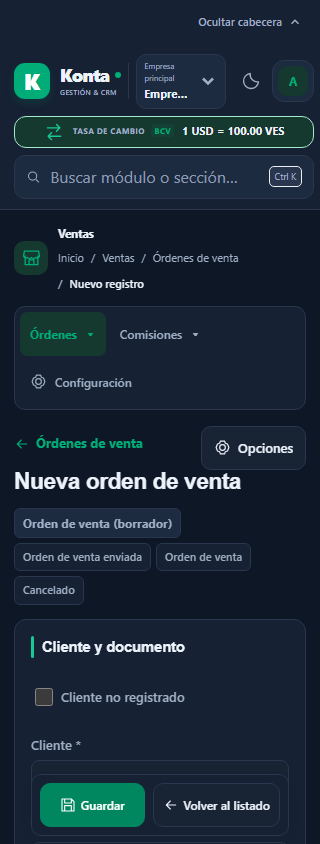 Ocultar cabecera
K
Konta
GESTIÓN & CRM
Empresa
principal
Empre...
A
TASA DE CAMBIO BCV 1 USD = 100.00 VES
Buscar módulo o sección... Ctrl K
Ventas
Inicio / Ventas / Órdenes de venta
/ Nuevo registro
Órdenes Comisiones
Configuración
Órdenes de venta
Opciones
Nueva orden de venta
Orden de venta (borrador)
Orden de venta enviada Orden de venta
Cancelado
Cliente y documento
Cliente no registrado
Cliente *
Guardar Volver al listado